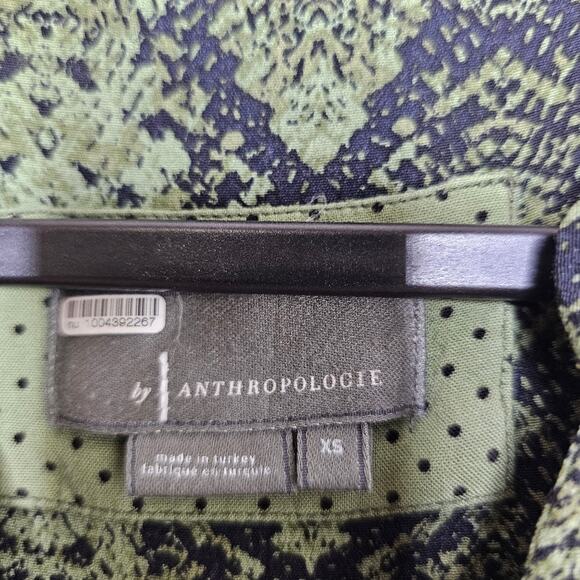 nu 1004392267
by ANTHROPOLOGIE
made in turkey
fabriqué en turquie
XS